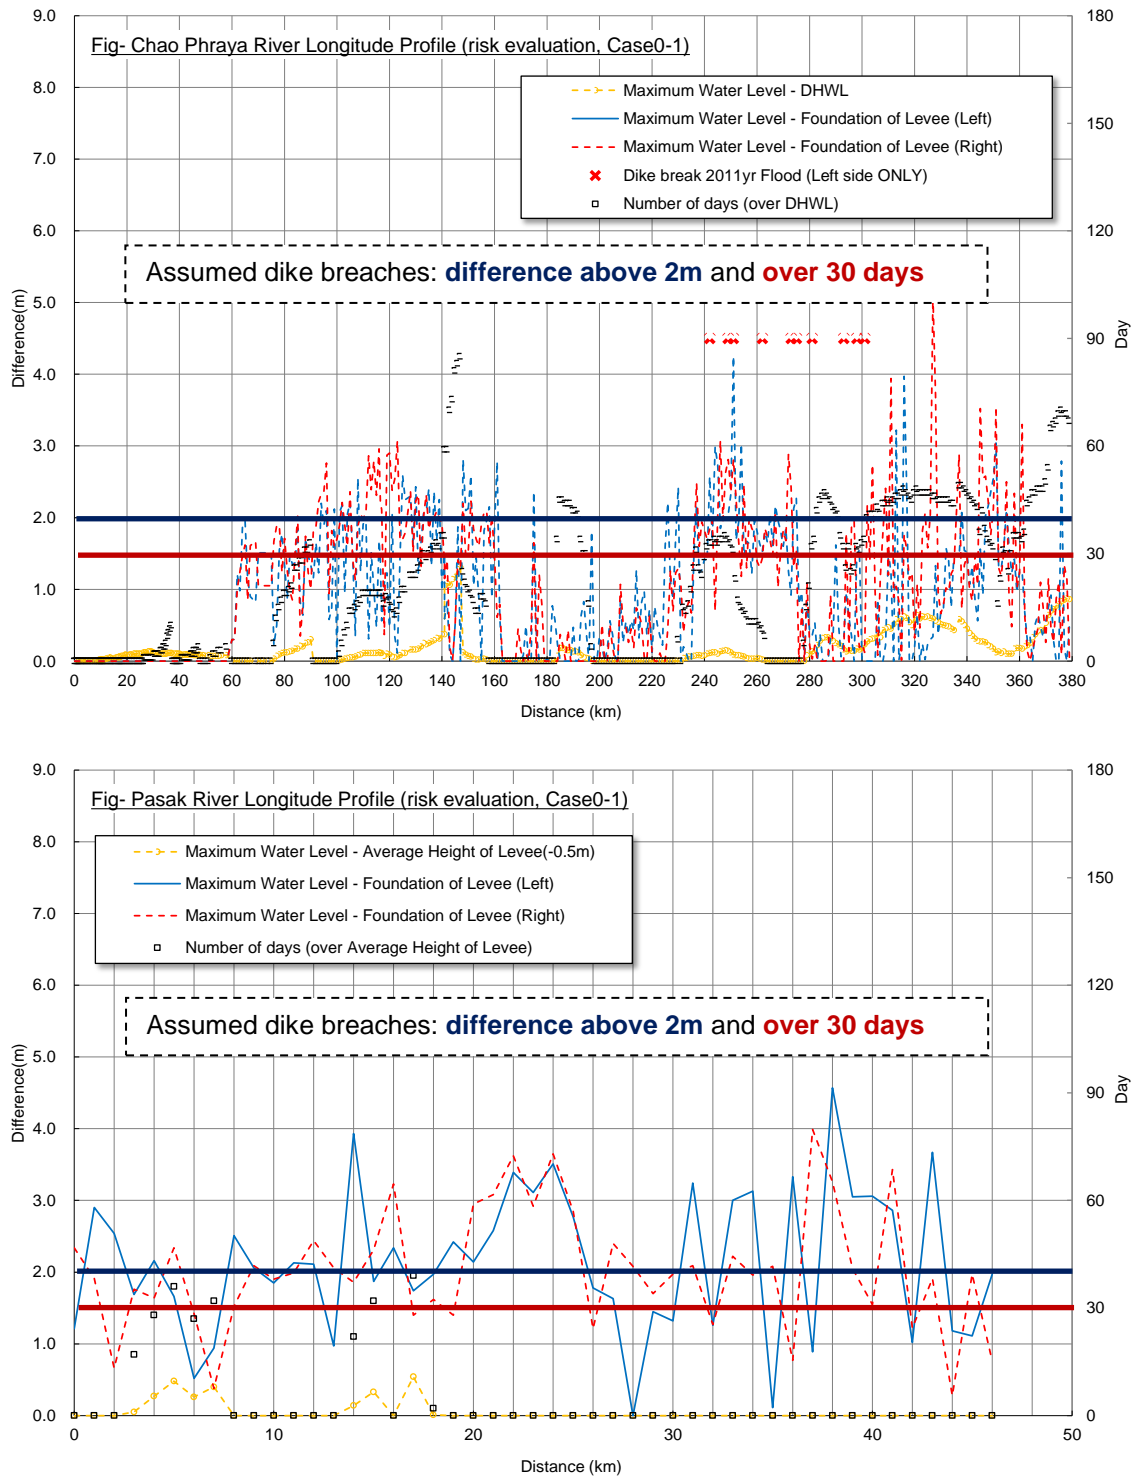 Fig- Chao Phraya River Longitude Profile (risk evaluation, Case0-1)
Maximum Water Level - DHWL
Maximum Water Level - Foundation of Levee (Left)
Maximum Water Level - Foundation of Levee (Right)
Dike break 2011yr Flood (Left side ONLY)
Number of days (over DHWL)
Assumed dike breaches: difference above 2m and over 30 days
9.0
8.0
7.0
6.0
5.0
4.0
3.0
2.0
1.0
0.0
Difference(m)
180
150
120
90
60
30
0
Day
0 20 40 60 80 100 120 140 160 180 200 220 240 260 280 300 320 340 360 380
Distance (km)
Fig- Pasak River Longitude Profile (risk evaluation, Case0-1)
Maximum Water Level - Average Height of Levee(-0.5m)
Maximum Water Level - Foundation of Levee (Left)
Maximum Water Level - Foundation of Levee (Right)
Number of days (over Average Height of Levee)
Assumed dike breaches: difference above 2m and over 30 days
9.0
8.0
7.0
6.0
5.0
4.0
3.0
2.0
1.0
0.0
Difference(m)
180
150
120
90
60
30
0
Day
0 10 20 30 40 50
Distance (km)